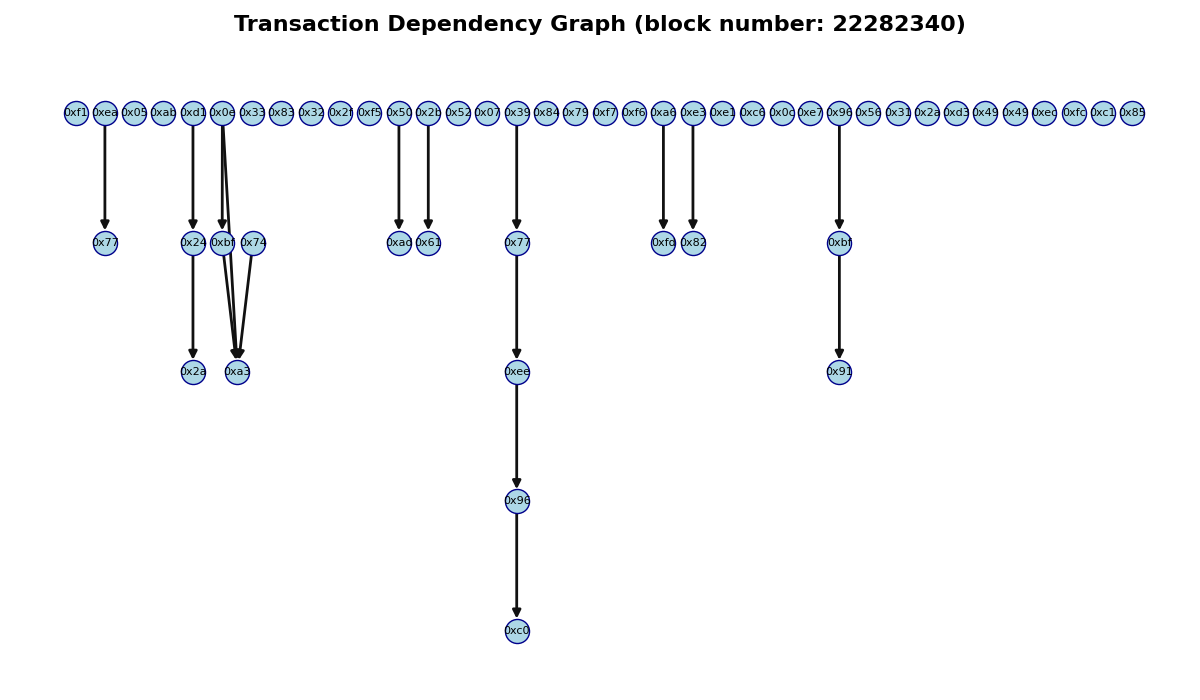 Transaction Dependency Graph (block number: 22282340)
0xf1 0xea 0x05 0xab 0xd1 0x0e 0x33 0x83 0x32 0x2f 0xf5 0x50 0x2b 0x52 0x07 0x39 0x84 0x79 0xf7 0xf6 0xa6 0xe3 0xe1 0xc6 0x0c 0xe7 0x96 0x56 0x31 0x2a 0xd3 0x49 0x49 0xec 0xfc 0xc1 0x85
0x77 0x24 0xbf 0x74 0xac 0x61 0x77 0xfd 0x82 0xbf
0x2a 0xa3 0xee 0x91
0x96
0xc0